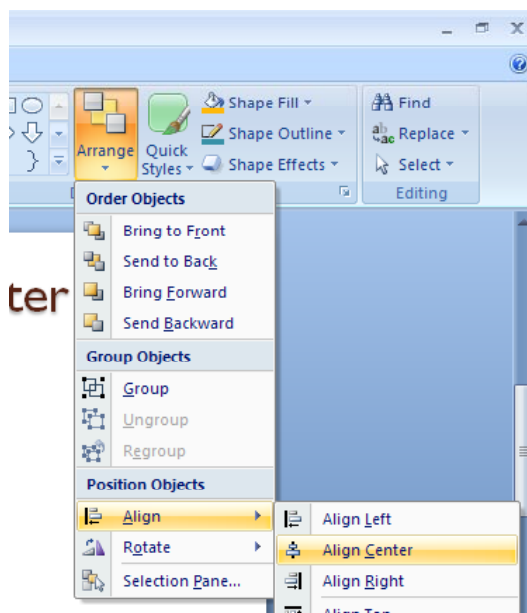 Shape Fill
Find
Shape Outline
Replace
Arrange
Quick
Styles
Shape Effects
Select
Editing
Order Objects
Bring to Front
Send to Back
ter
Bring Forward
Send Backward
Group Objects
Group
Ungroup
Regroup
Position Objects
Align
Align Left
Rotate
Align Center
Selection Pane...
Align Right
Align Top